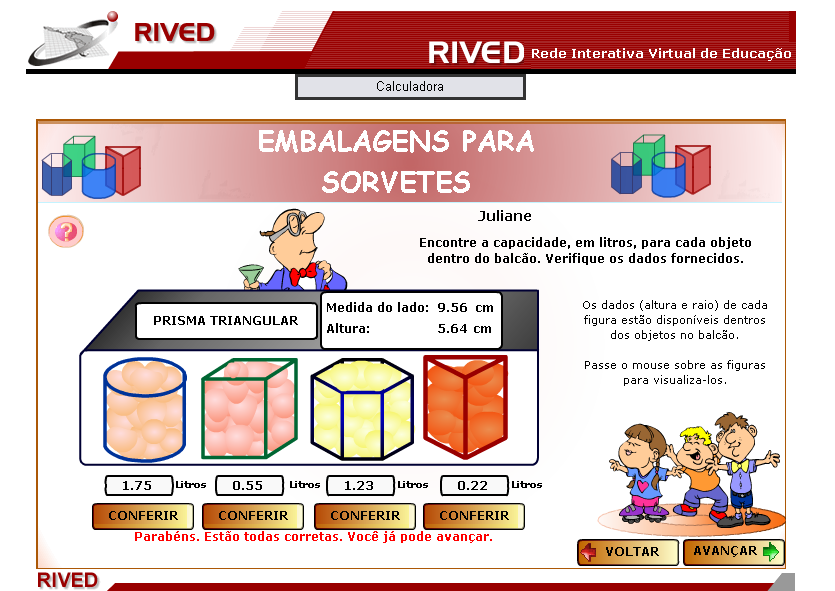 RIVED
RIVED Rede Interativa Virtual de Educação
Calculadora
EMBALAGENS PARA
SORVETES
?
Juliane
Encontre a capacidade, em litros, para cada objeto
dentro do balcão. Verifique os dados fornecidos.
PRISMA TRIANGULAR
Medida do lado: 9.56 cm
Altura: 5.64 cm
Os dados (altura e raio) de cada
figura estão disponíveis dentros
dos objetos no balcão.
Passe o mouse sobre as figuras
para visualiza-los.
1.75 Litros 0.55 Litros 1.23 Litros 0.22 Litros
CONFERIR CONFERIR CONFERIR CONFERIR
Parabéns. Estão todas corretas. Você já pode avançar.
VOLTAR AVANÇAR
RIVED